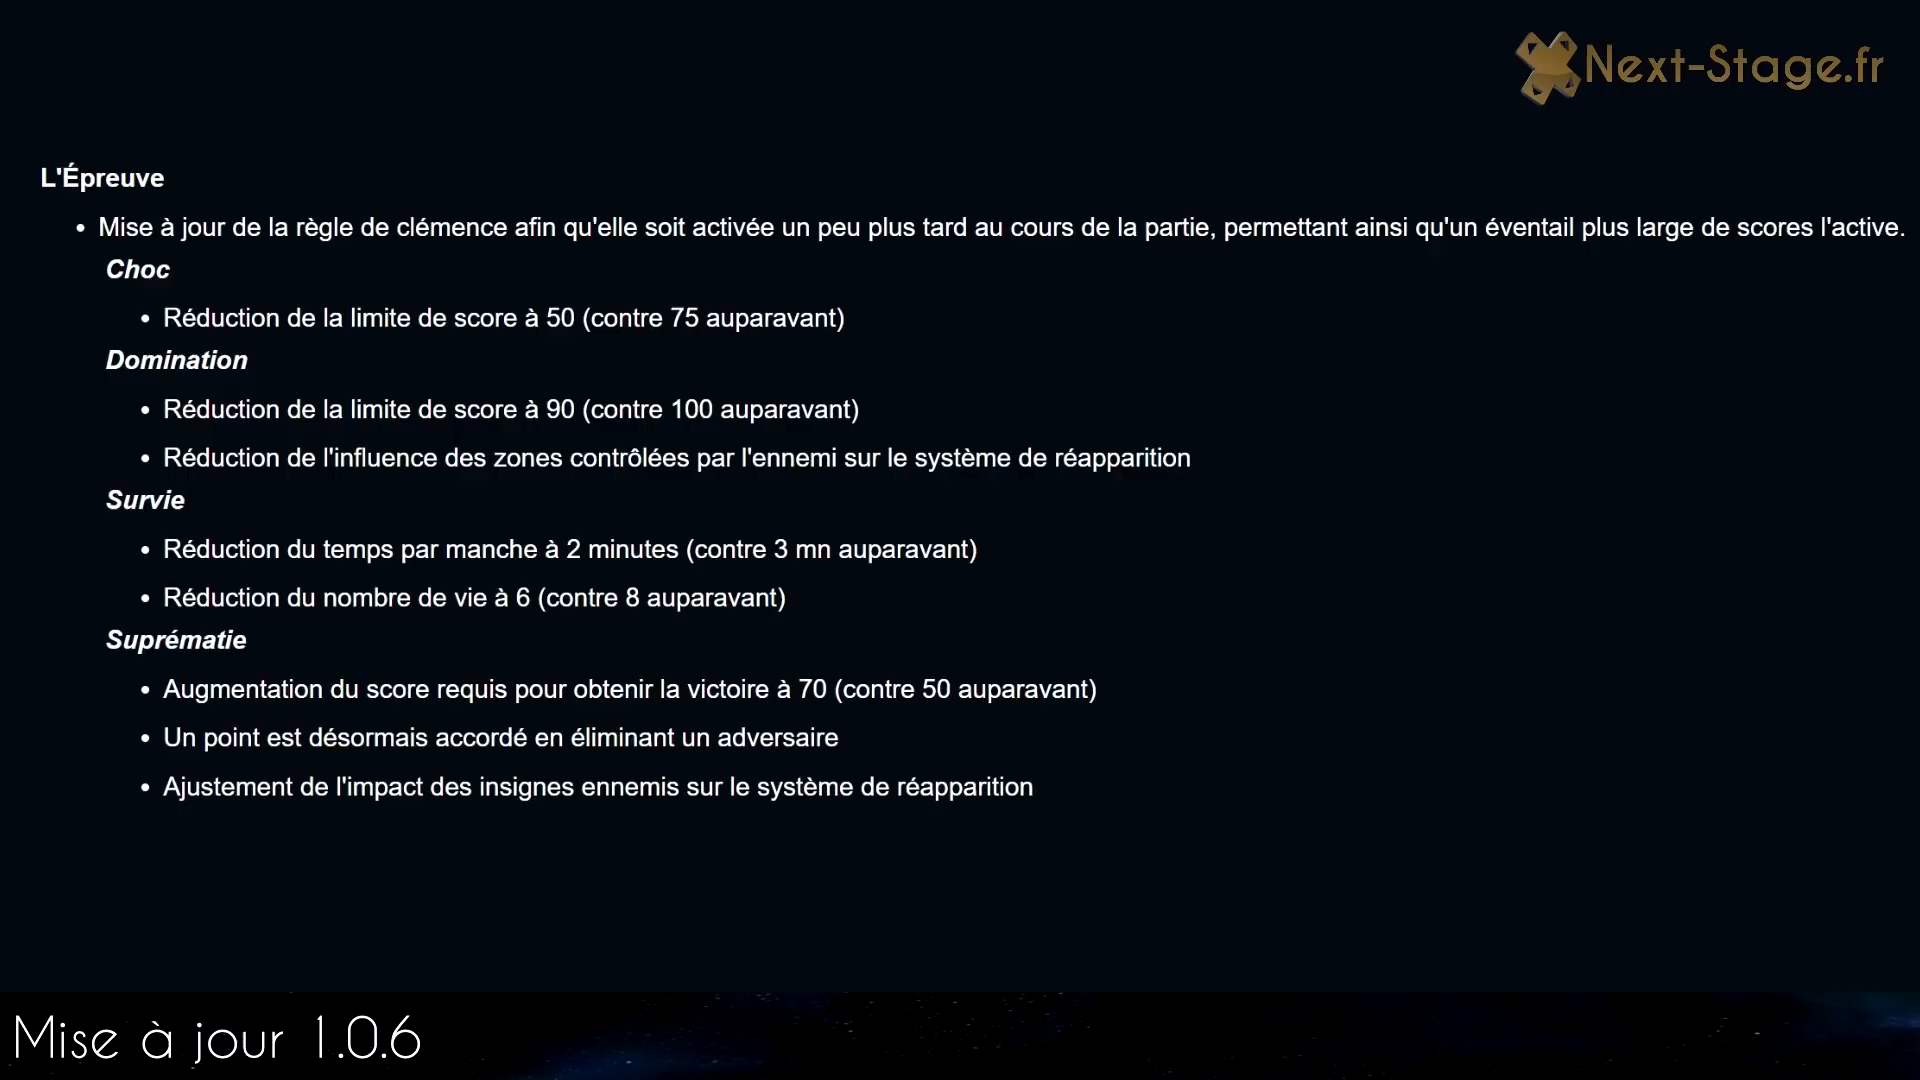 Next-Stage.fr
L'Épreuve
• Mise à jour de la règle de clémence afin qu'elle soit activée un peu plus tard au cours de la partie, permettant ainsi qu'un éventail plus large de scores l'active.
Choc
• Réduction de la limite de score à 50 (contre 75 auparavant)
Domination
• Réduction de la limite de score à 90 (contre 100 auparavant)
• Réduction de l'influence des zones contrôlées par l'ennemi sur le système de réapparition
Survie
• Réduction du temps par manche à 2 minutes (contre 3 mn auparavant)
• Réduction du nombre de vie à 6 (contre 8 auparavant)
Suprématie
• Augmentation du score requis pour obtenir la victoire à 70 (contre 50 auparavant)
• Un point est désormais accordé en éliminant un adversaire
• Ajustement de l'impact des insignes ennemis sur le système de réapparition
Mise à jour 1.0.6